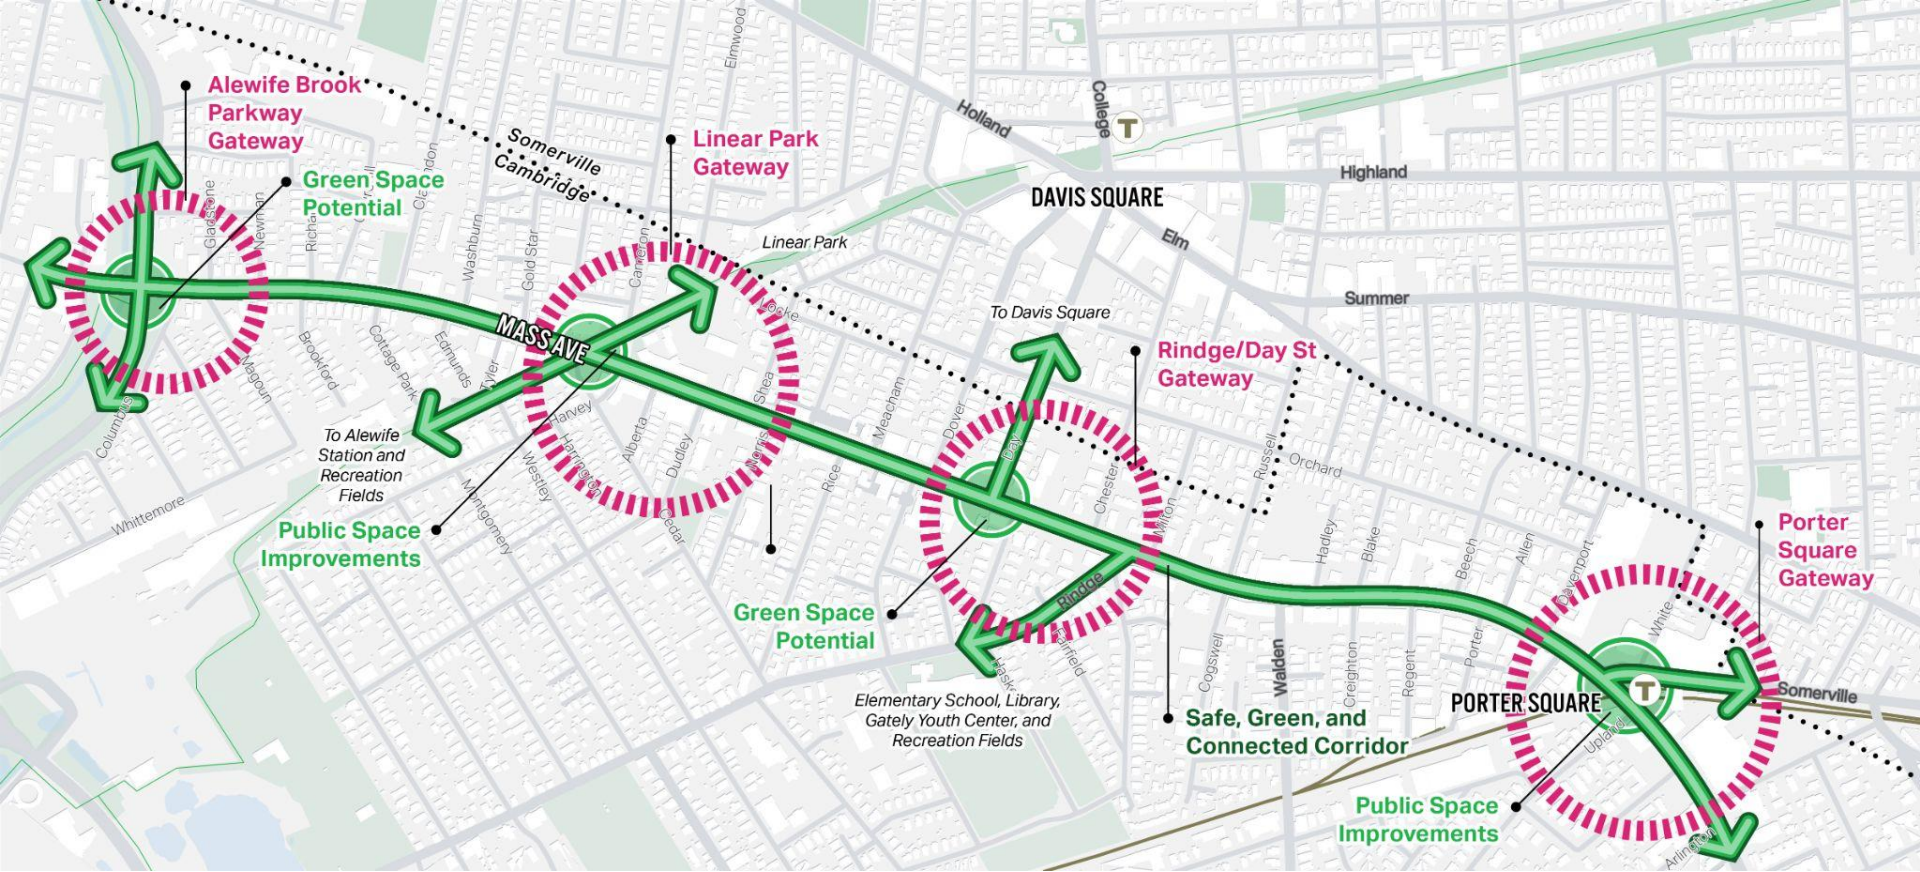 Alewife Brook
Parkway
Gateway
Green Space
Potential
Somerville
Cambridge
Linear Park
Gateway
Linear Park
Elmwood
Holland
College
T
DAVIS SQUARE
Highland
Elm
Summer
Gladstone
Newman
Washburn
Gold Star
Cameron
Locke
MASS AVE
To Davis Square
Rindge/Day St
Gateway
Magoun
Brookford
Cottage Park
Edmunds
Tyler
Columbus
Whittemore
To Alewife
Station and
Recreation
Fields
Harvey
Harrington
Westley
Montgomery
Alberta
Dudley
Cedar
Shea
Norris
Rice
Meacham
Dover
Day
Chester
Milton
Russell
Orchard
Public Space
Improvements
Green Space
Potential
Rindge
Fairfield
Elementary School, Library,
Gately Youth Center, and
Recreation Fields
Safe, Green, and
Connected Corridor
Hadley
Blake
Beech
Allen
Davenport
White
Cogswell
Walden
Creighton
Regent
Porter
Porter
Square
Gateway
PORTER SQUARE
T
Somerville
Upland
Arlington
Public Space
Improvements